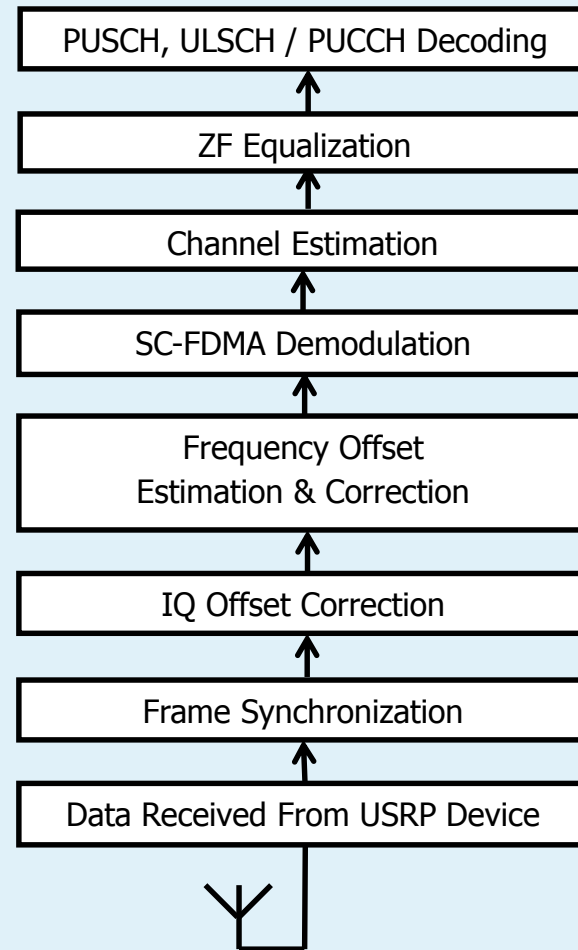 PUSCH, ULSCH / PUCCH Decoding
ZF Equalization
Channel Estimation
SC-FDMA Demodulation
Frequency Offset
Estimation & Correction
IQ Offset Correction
Frame Synchronization
Data Received From USRP Device